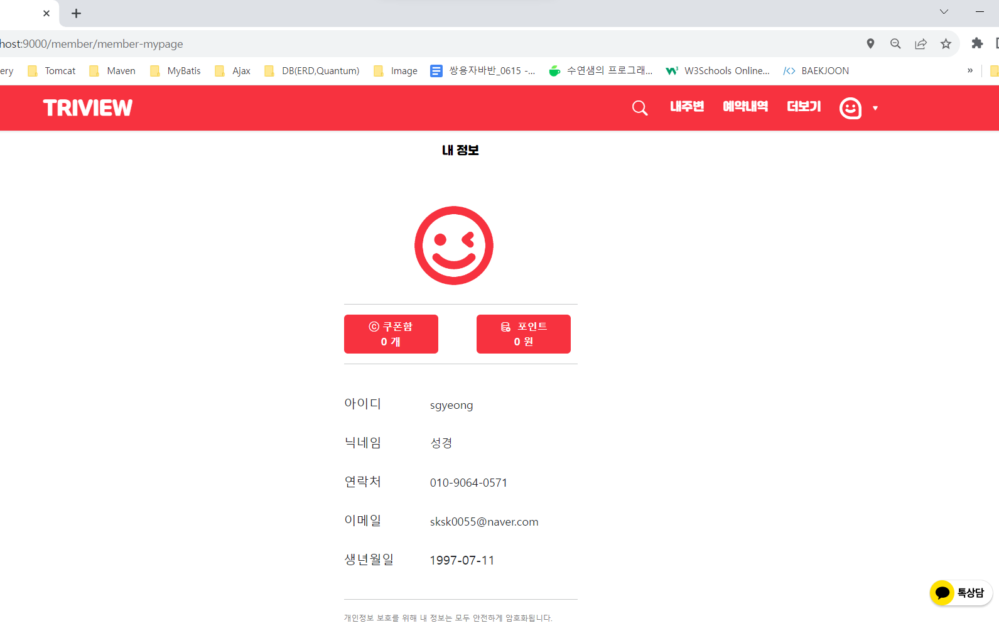 host:9000/member/member-mypage
ery Tomcat Maven MyBatis Ajax DB(ERD,Quantum) Image 쌍용자바반_0615 -... 수연샘의 프로그래... W3Schools Online... BAEKJOON »
TRIVIEW 내주변 예약내역 더보기
내 정보
쿠폰함
0 개
포인트
0 원
아이디 sgyeong
닉네임 성경
연락처 010-9064-0571
이메일 sksk0055@naver.com
생년월일 1997-07-11
톡상담
개인정보 보호를 위해 내 정보는 모두 안전하게 암호화됩니다.